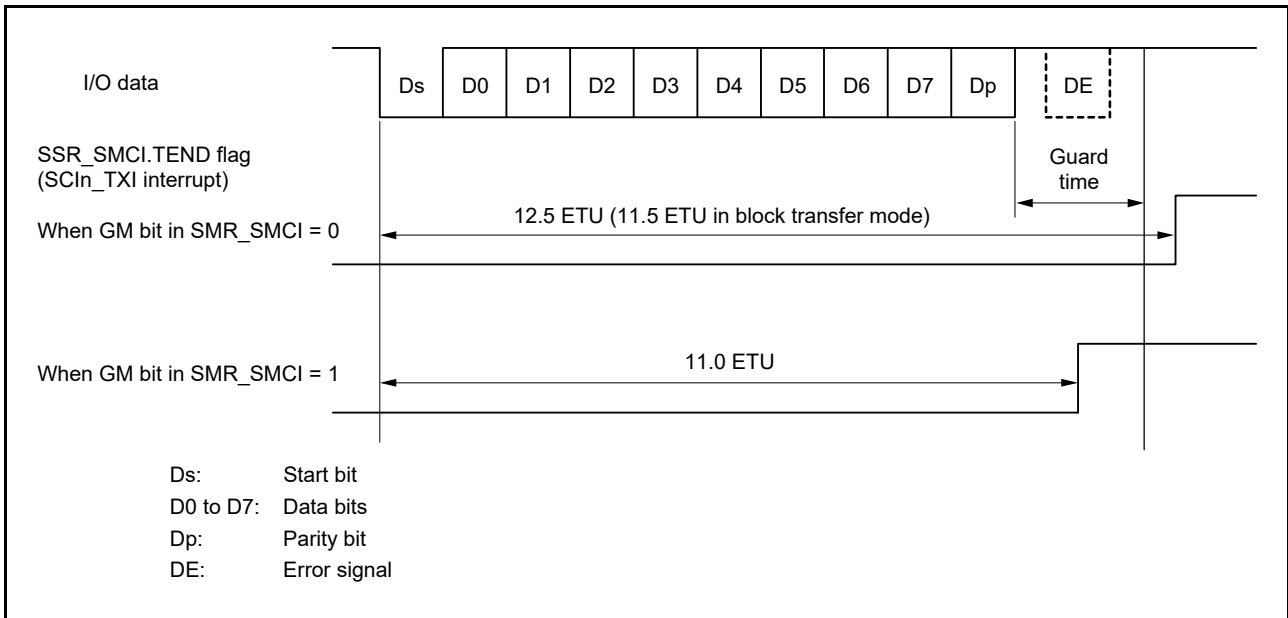 I/O data
Ds D0 D1 D2 D3 D4 D5 D6 D7 Dp DE
SSR_SMCI.TEND flag
(SCIn_TXI interrupt)
Guard
time
When GM bit in SMR_SMCI = 0
12.5 ETU (11.5 ETU in block transfer mode)
When GM bit in SMR_SMCI = 1
11.0 ETU
Ds: Start bit
D0 to D7: Data bits
Dp: Parity bit
DE: Error signal